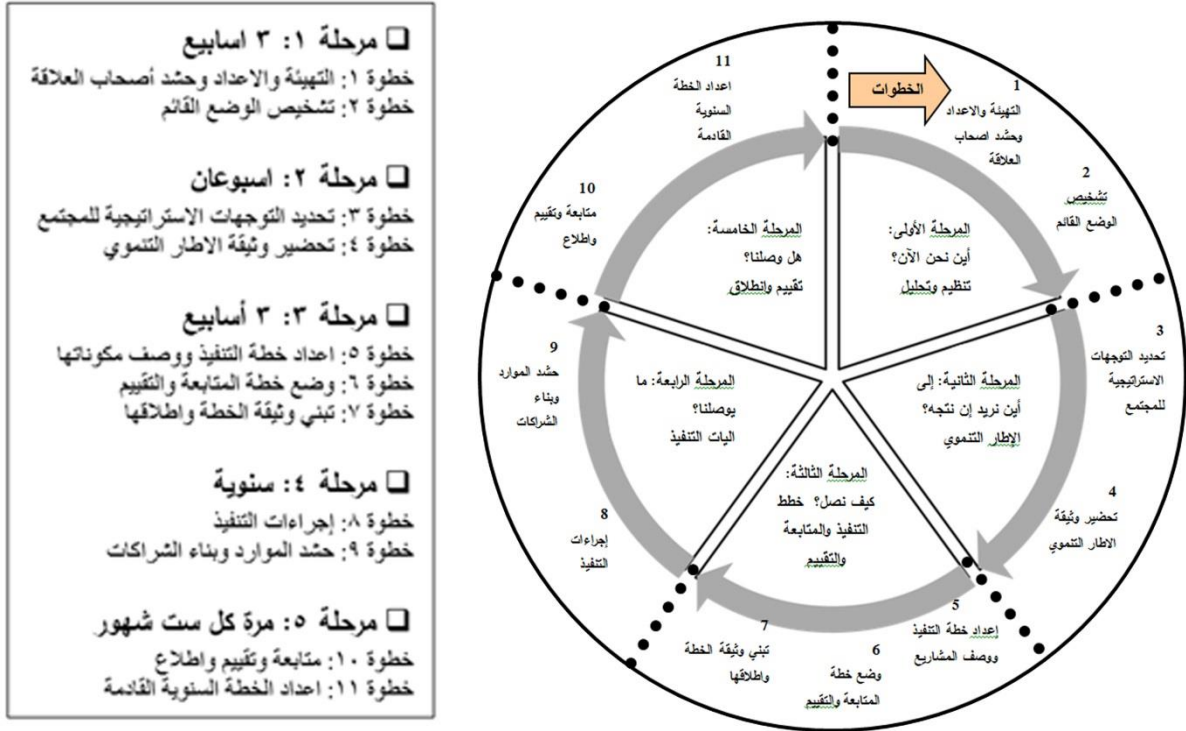 ❑ مرحلة ١: ٣ اسابيع
خطوة ١: التهيئة والاعداد وحشد أصحاب العلاقة
خطوة ٢: تشخيص الوضع القائم
❑ مرحلة ٢: اسبوعان
خطوة ٣: تحديد التوجهات الاستراتيجية للمجتمع
خطوة ٤: تحضير وثيقة الاطار التنموي
❑ مرحلة ٣: ٣ أسابيع
خطوة ٥: اعداد خطة التنفيذ ووصف مكوناتها
خطوة ٦: وضع خطة المتابعة والتقييم
خطوة ٧: تبني وثيقة الخطة واطلاقها
❑ مرحلة ٤: سنوية
خطوة ٨: إجراءات التنفيذ
خطوة ٩: حشد الموارد وبناء الشراكات
❑ مرحلة ٥: مرة كل ست شهور
خطوة ١٠: متابعة وتقييم واطلاع
خطوة ١١: اعداد الخطة السنوية القادمة
الخطوات
1
التهيئة والاعداد
وحشد اصحاب
العلاقة
2
تشخيص
الوضع القائم
3
تحديد التوجهات
الاستراتيجية
للمجتمع
4
تحضير وثيقة
الاطار التنموي
5
إعداد خطة التنفيذ
ووصف المشاريع
6
وضع خطة
المتابعة والتقييم
7
تبني وثيقة الخطة
واطلاقها
8
إجراءات
التنفيذ
9
حشد الموارد
وبناء
الشراكات
10
متابعة وتقييم
واطلاع
11
اعداد الخطة
السنوية
القادمة
المرحلة الأولى:
أين نحن الآن؟
تنظيم وتحليل
المرحلة الثانية: إلى
أين نريد إن نتجه؟
الإطار التنموي
المرحلة الثالثة:
كيف نصل؟ خطط
التنفيذ والمتابعة
والتقييم
المرحلة الرابعة: ما
يوصلنا؟
اليات التنفيذ
المرحلة الخامسة:
هل وصلنا؟
تقييم وانطلاق